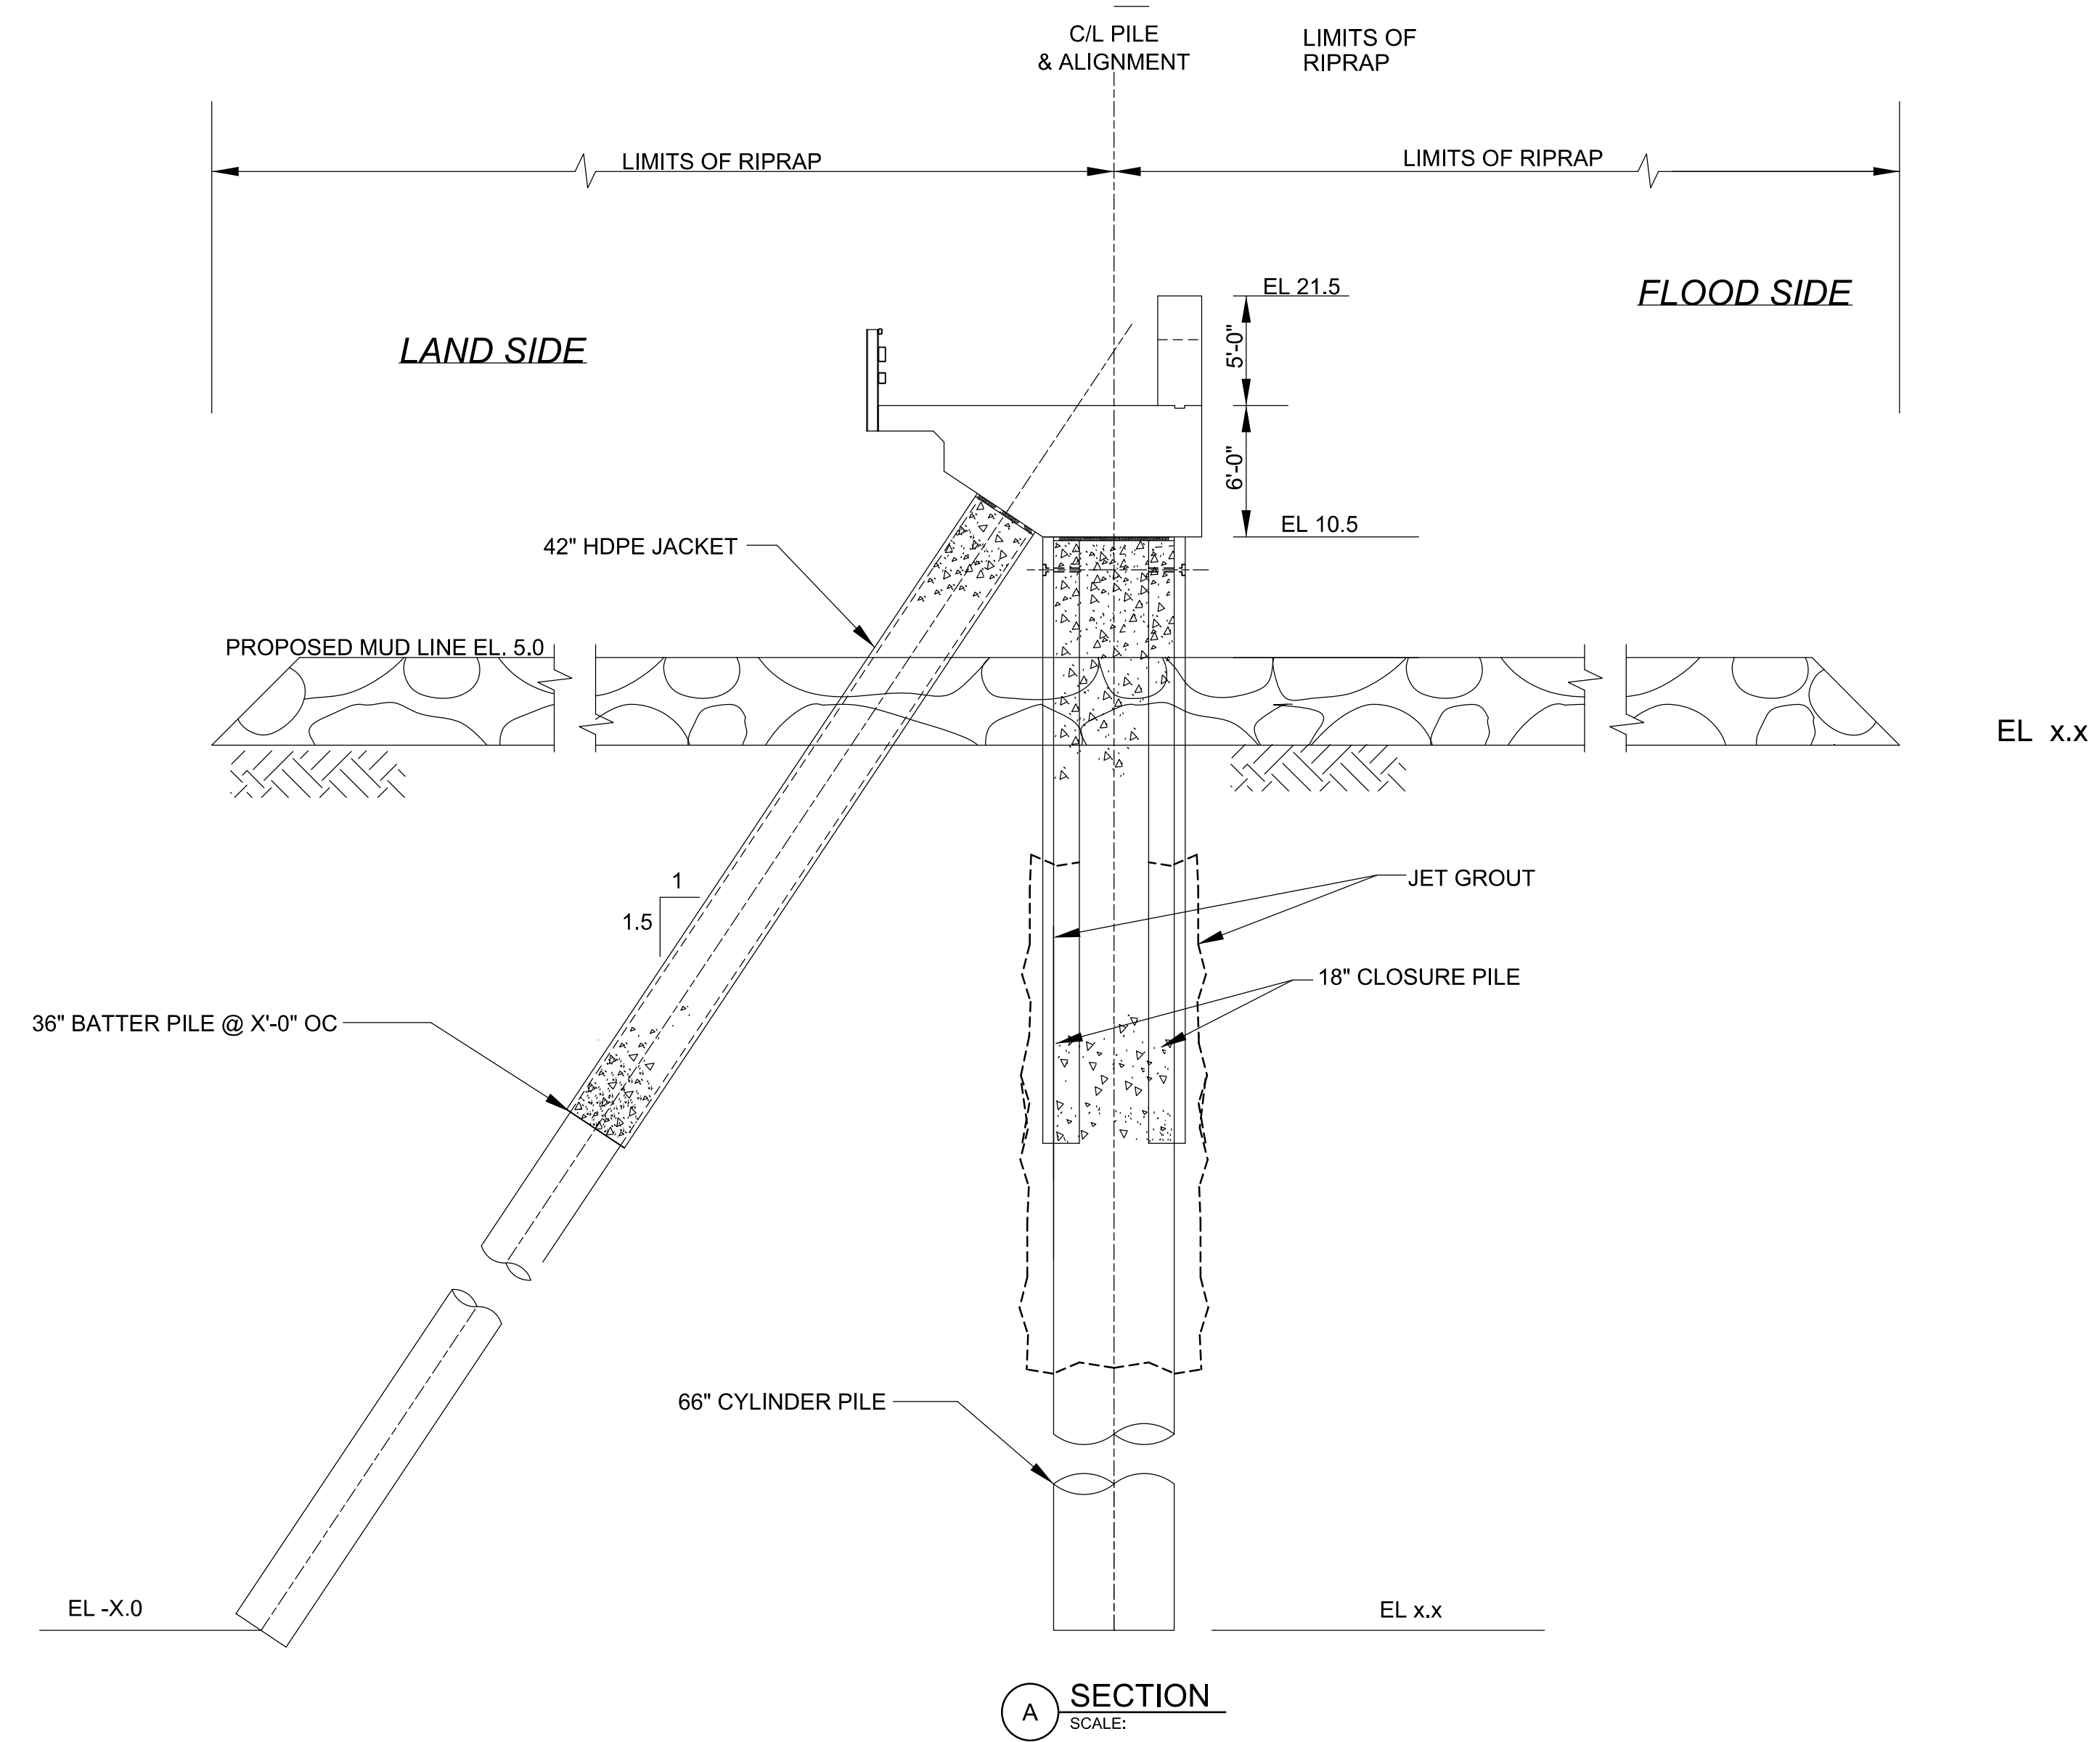 C/L PILE
& ALIGNMENT
LIMITS OF
RIPRAP
LIMITS OF RIPRAP
LIMITS OF RIPRAP
EL 21.5
FLOOD SIDE
LAND SIDE
5'-0"
6'-0"
EL 10.5
42" HDPE JACKET
PROPOSED MUD LINE EL. 5.0
EL x.x
1
1.5
JET GROUT
18" CLOSURE PILE
36" BATTER PILE @ X'-0" OC
66" CYLINDER PILE
EL -X.0
EL x.x
A
SECTION
SCALE: